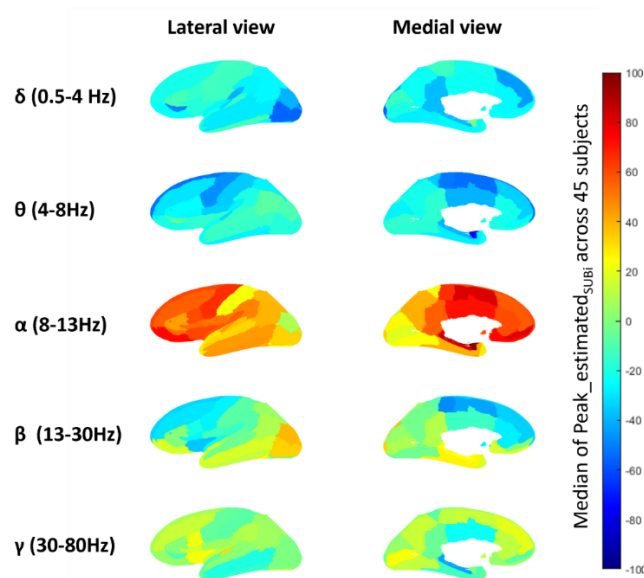 Lateral view Medial view
δ (0.5-4 Hz)
θ (4-8Hz)
α (8-13Hz)
β (13-30Hz)
γ (30-80Hz)
100
80
60
40
20
0
-20
-40
-60
-80
-100
Median of Peak_estimated_SUBi across 45 subjects